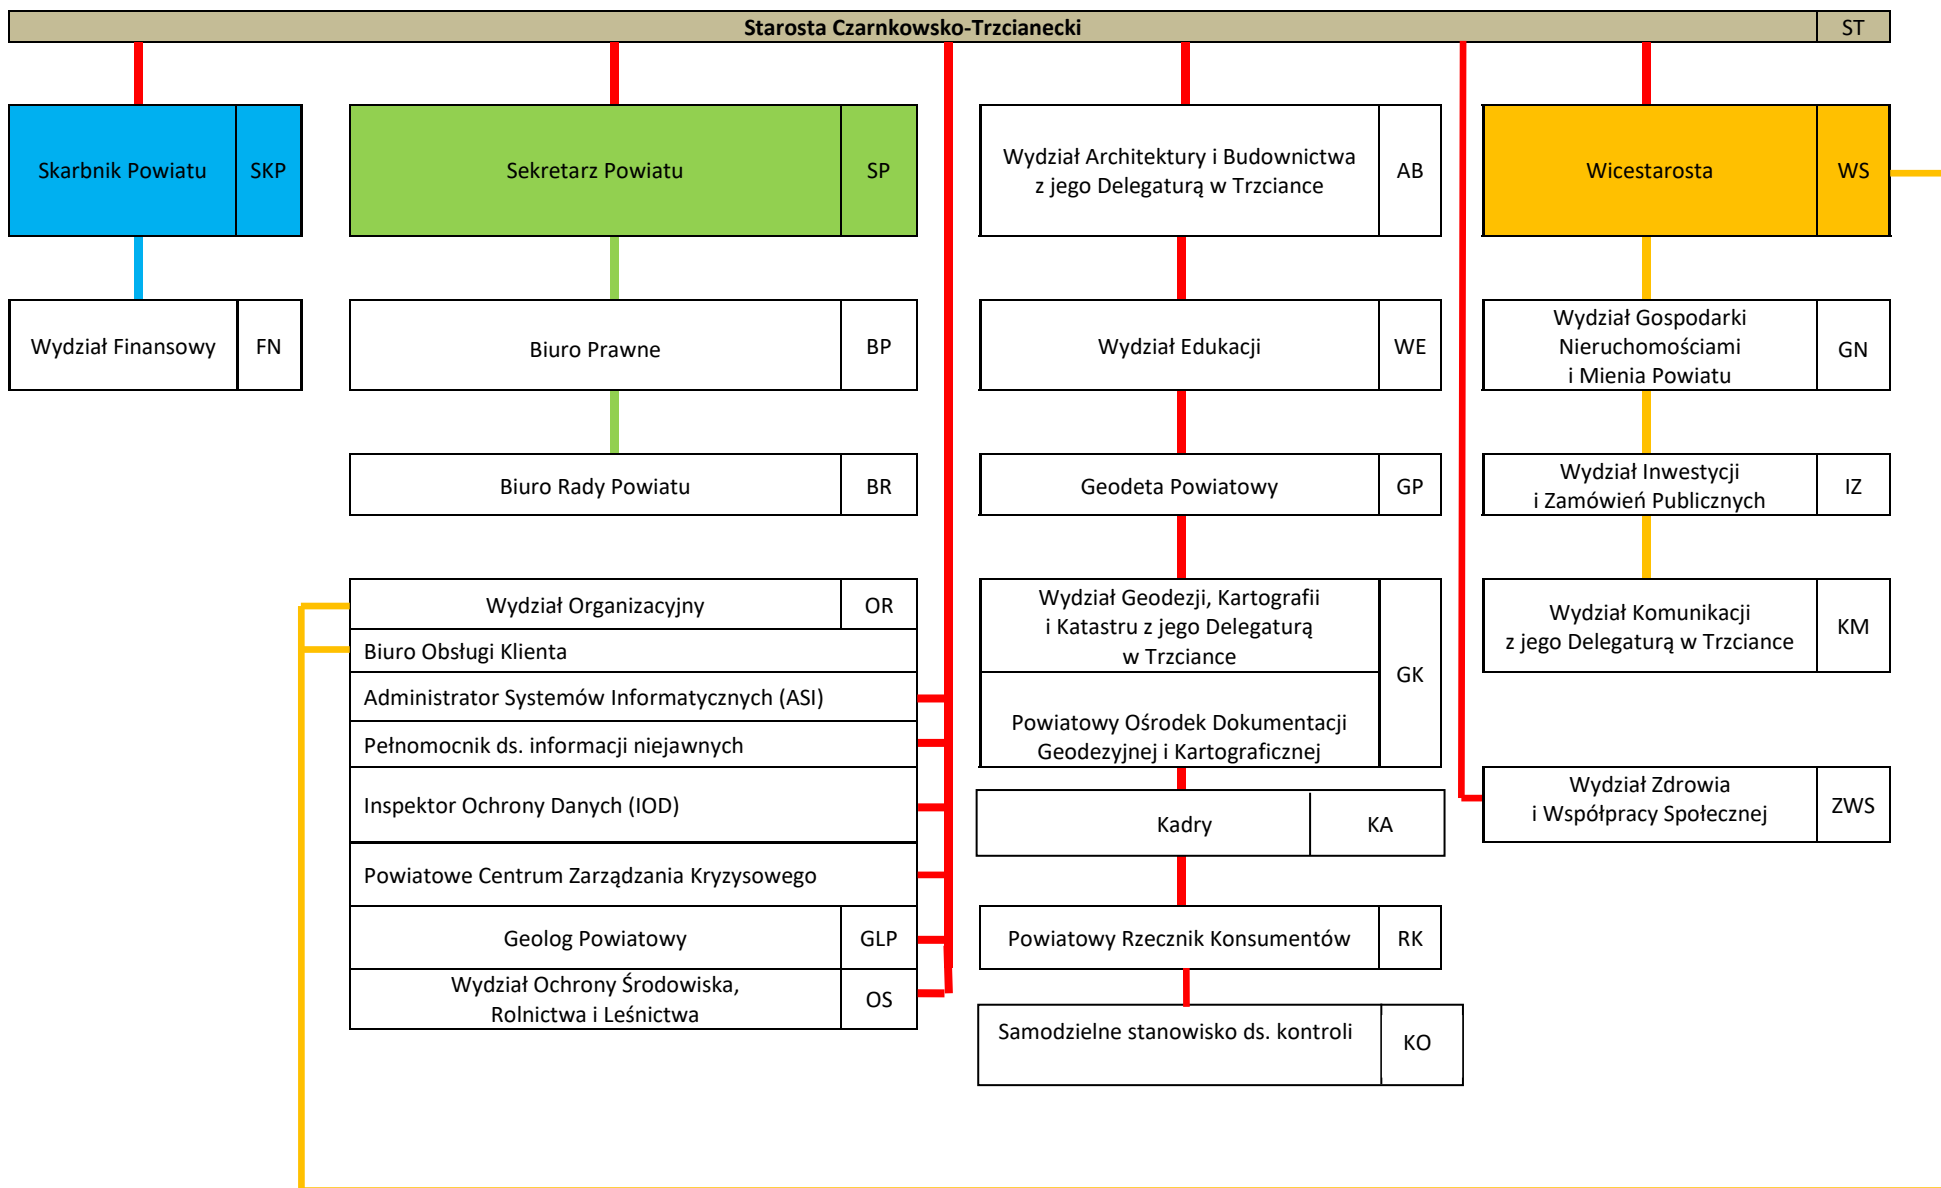 Starosta Czarnkowsko-Trzcianecki
ST
Skarbnik Powiatu
SKP
Sekretarz Powiatu
SP
Wydział Architektury i Budownictwa
z jego Delegaturą w Trzciance
AB
Wicestarosta
WS
Wydział Finansowy
FN
Biuro Prawne
BP
Wydział Edukacji
WE
Wydział Gospodarki
Nieruchomościami
i Mienia Powiatu
GN
Biuro Rady Powiatu
BR
Geodeta Powiatowy
GP
Wydział Inwestycji
i Zamówień Publicznych
IZ
Wydział Organizacyjny
OR
Biuro Obsługi Klienta
Administrator Systemów Informatycznych (ASI)
Pełnomocnik ds. informacji niejawnych
Inspektor Ochrony Danych (IOD)
Powiatowe Centrum Zarządzania Kryzysowego
Geolog Powiatowy
GLP
Wydział Ochrony Środowiska,
Rolnictwa i Leśnictwa
OS
Wydział Geodezji, Kartografii
i Katastru z jego Delegaturą
w Trzciance
GK
Powiatowy Ośrodek Dokumentacji
Geodezyjnej i Kartograficznej
Kadry
KA
Powiatowy Rzecznik Konsumentów
RK
Samodzielne stanowisko ds. kontroli
KO
Wydział Komunikacji
z jego Delegaturą w Trzciance
KM
Wydział Zdrowia
i Współpracy Społecznej
ZWS